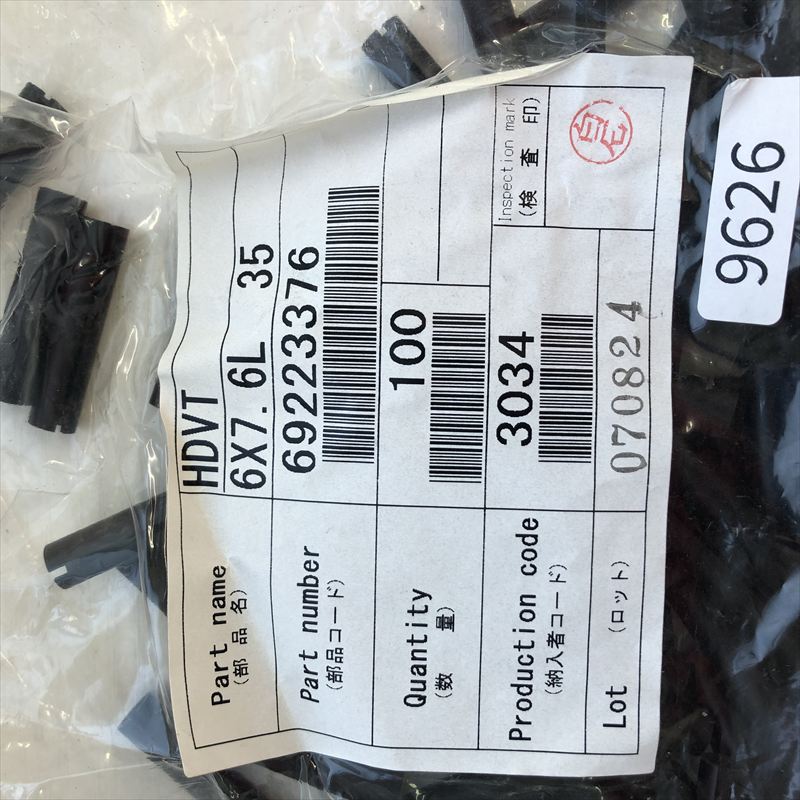 Part name
(部 品 名)
HDVT
6X7. 6L 35
Part number
(部品コード)
69223376
Quantity
(数 量)
100
Production code
(納入者コード)
3034
Inspection mark
(検 査 印)
Lot (ロット)
070824
9626